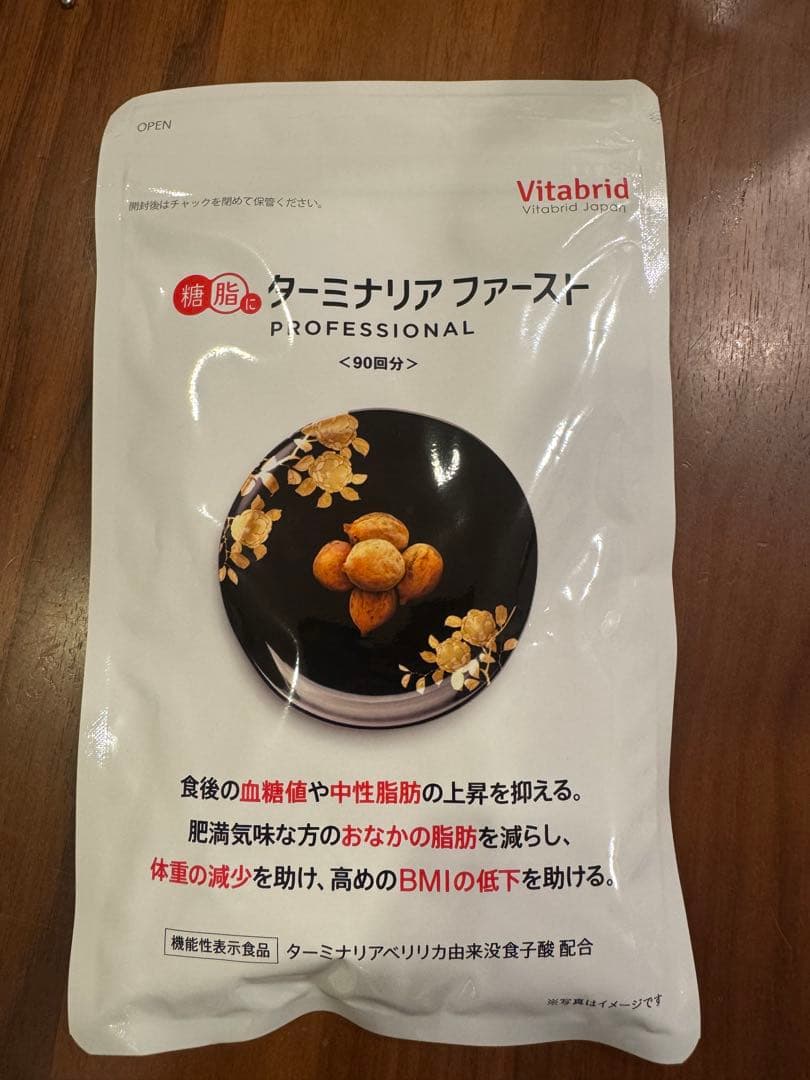 OPEN
開封後はチャックを閉めて保管ください。
Vitabrid
Vitabrid Japan
糖脂に ターミナリア ファースト
PROFESSIONAL
＜90回分＞
食後の血糖値や中性脂肪の上昇を抑える。
肥満気味な方のおなかの脂肪を減らし、
体重の減少を助け、高めのBMIの低下を助ける。
機能性表示食品 ターミナリアベリリカ由来没食子酸 配合
※写真はイメージです